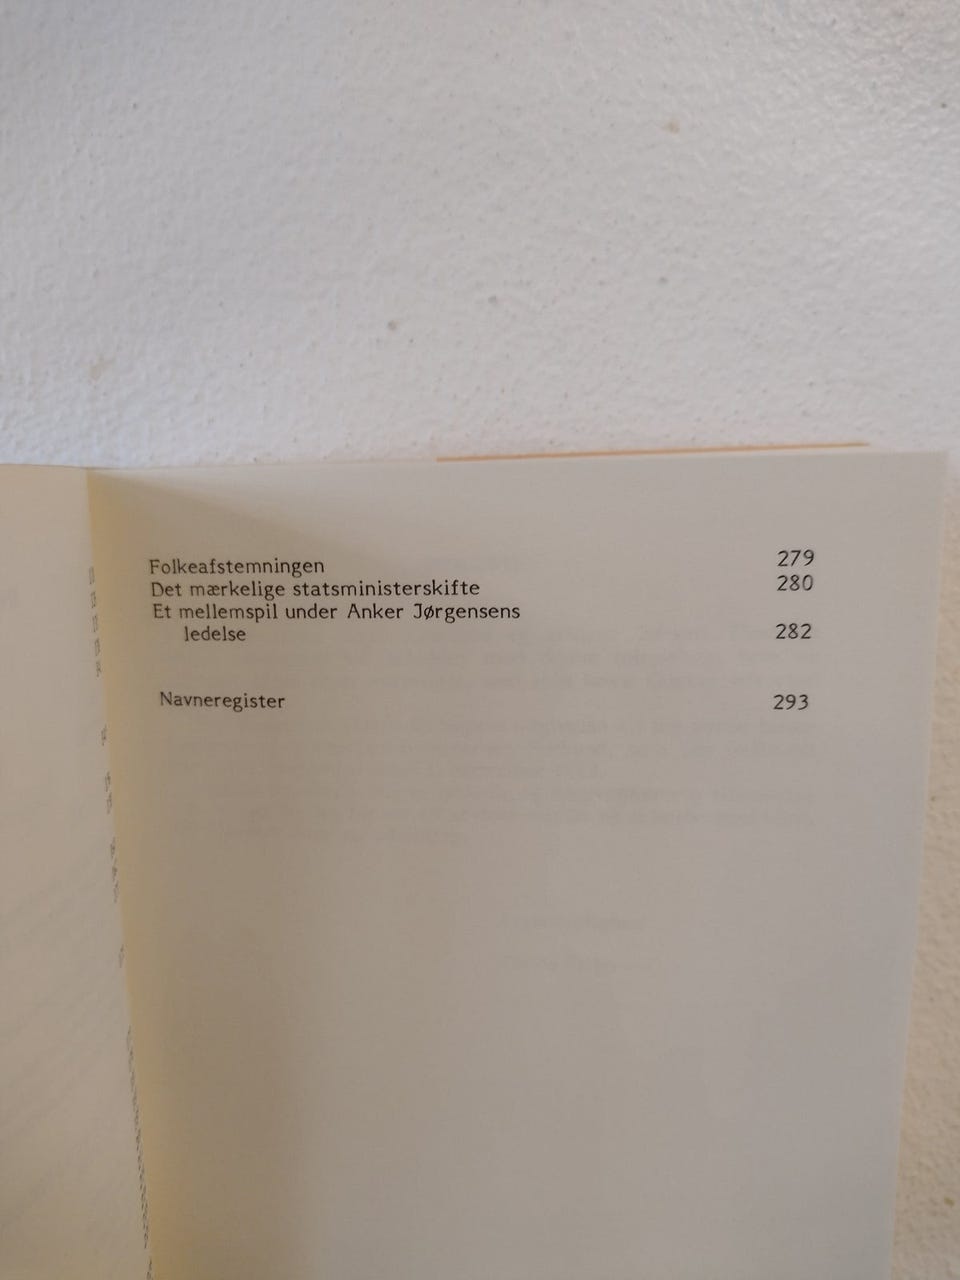 Folkeafstemningen 279
Det mærkelige statsministerskifte 280
Et mellemspil under Anker Jørgensens
ledelse 282
Navneregister 293